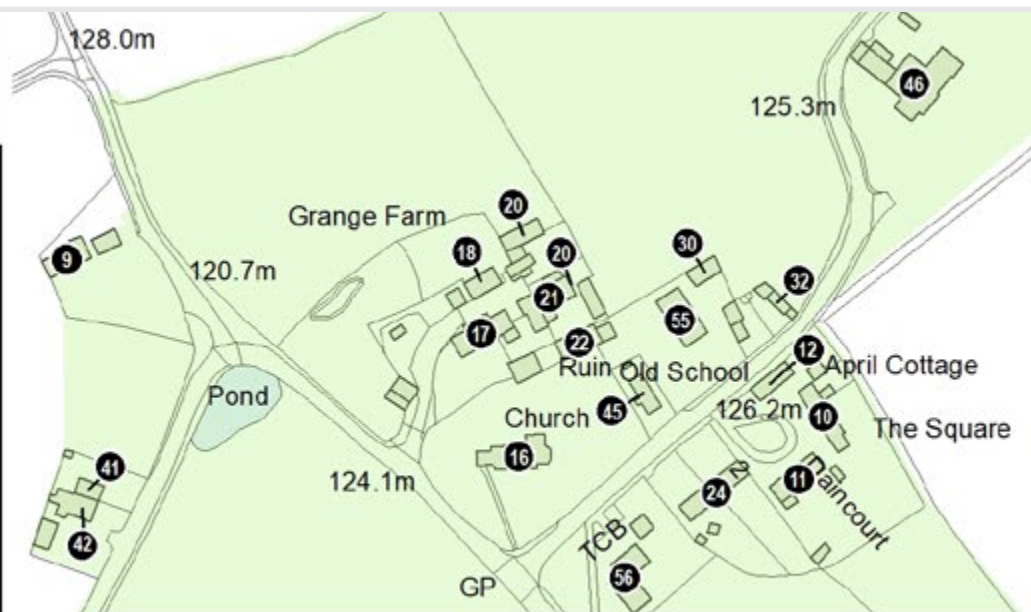 128.0m
46
125.3m
20
Grange Farm
30
18
20
9
120.7m
32
21
55
17
22
12
Ruin
Old School
April Cottage
Pond
45
126.2m
Church
10
The Square
16
41
11
124.1m
2
24
Daincourt
TCB
42
56
GP